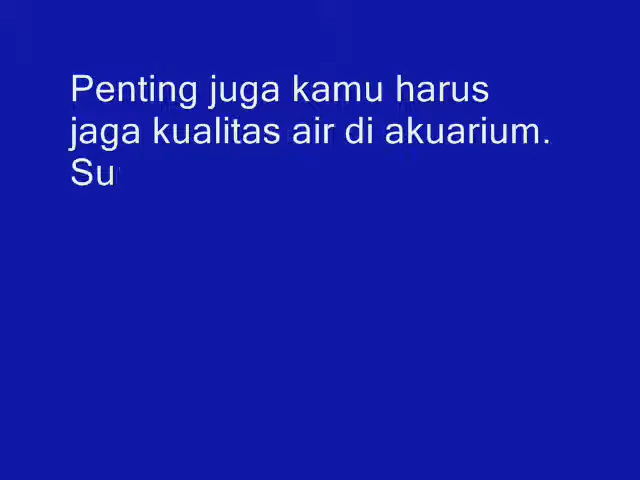 Penting juga kamu harus
jaga kualitas air di akuarium.
Su